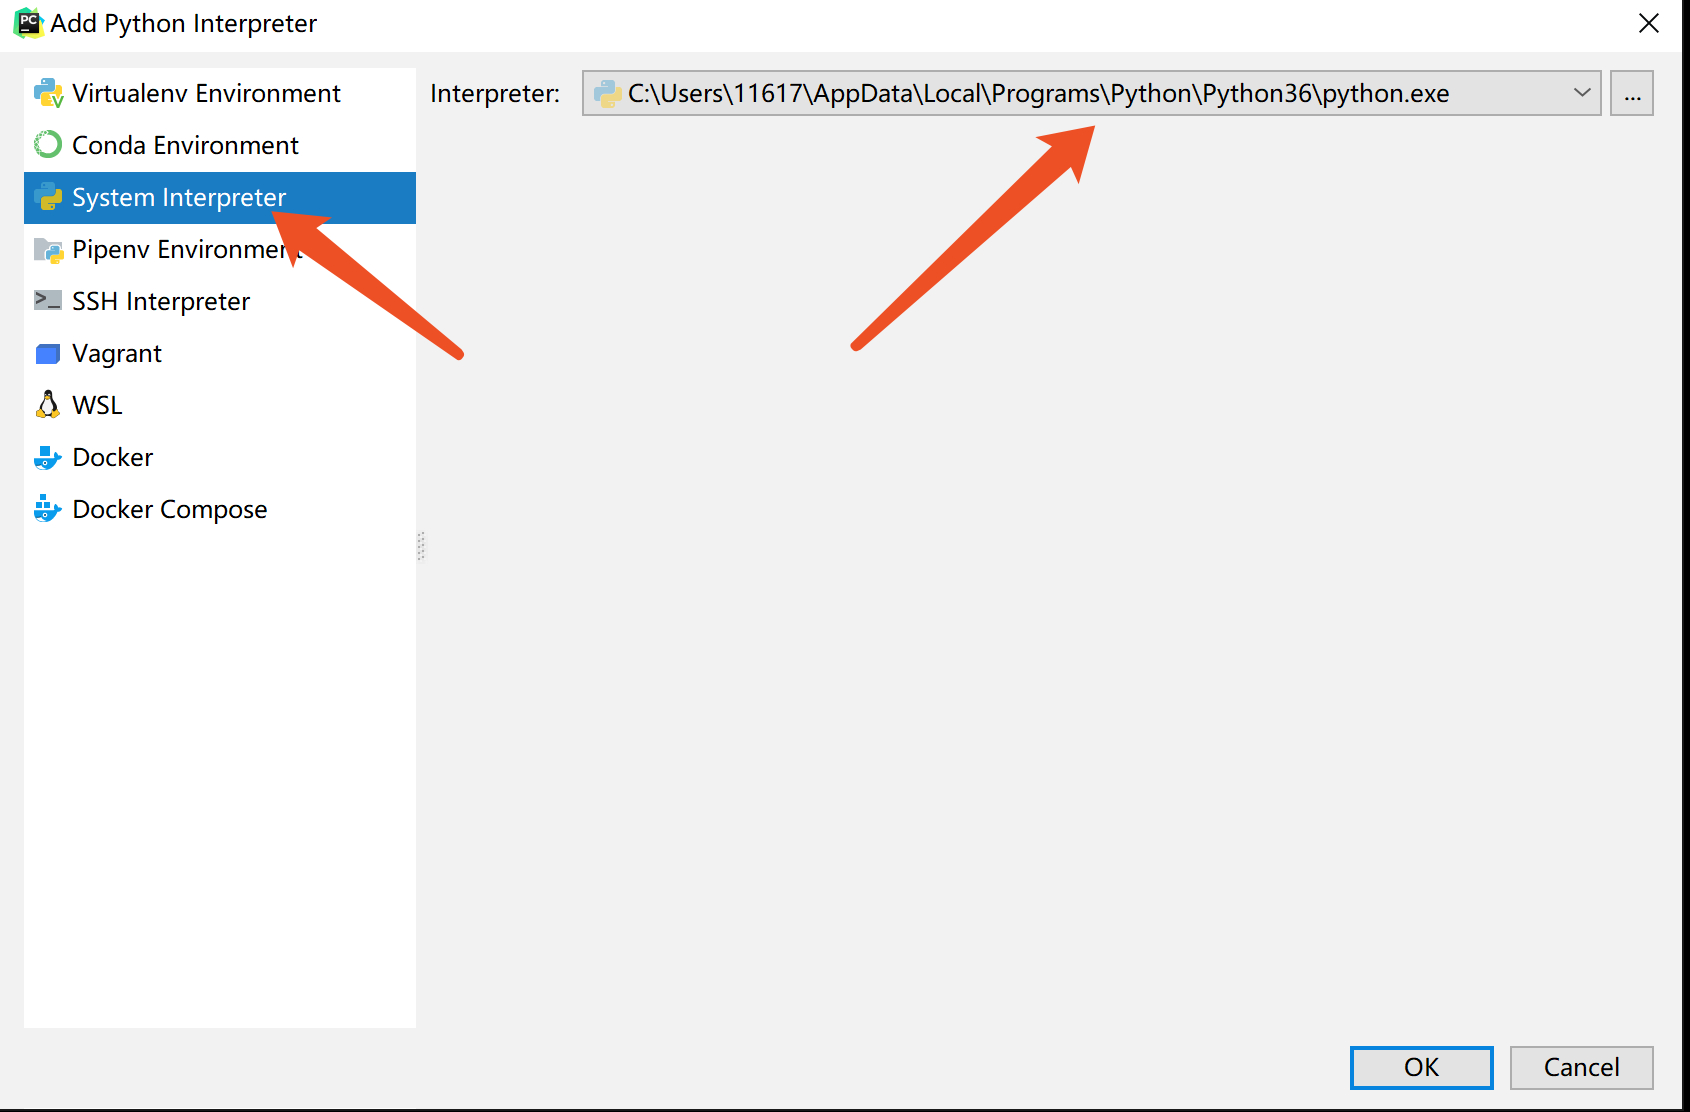 Add Python Interpreter
Virtualenv Environment
Conda Environment
System Interpreter
Pipenv Environment
SSH Interpreter
Vagrant
WSL
Docker
Docker Compose
Interpreter: C:\Users\11617\AppData\Local\Programs\Python\Python36\python.exe ...
OK Cancel